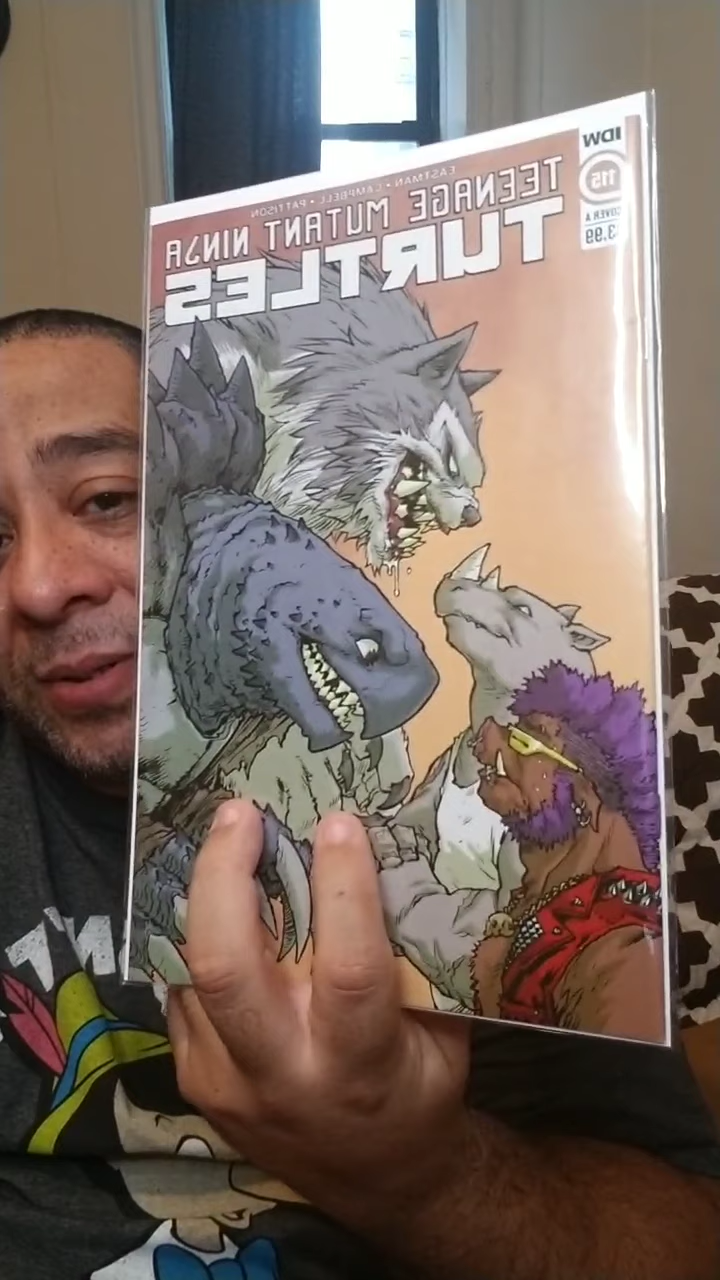 IDW
115
COVER A
$3.99
EASTMAN • CAMPBELL • PATTISON
TEENAGE MUTANT NINJA
TURTLES